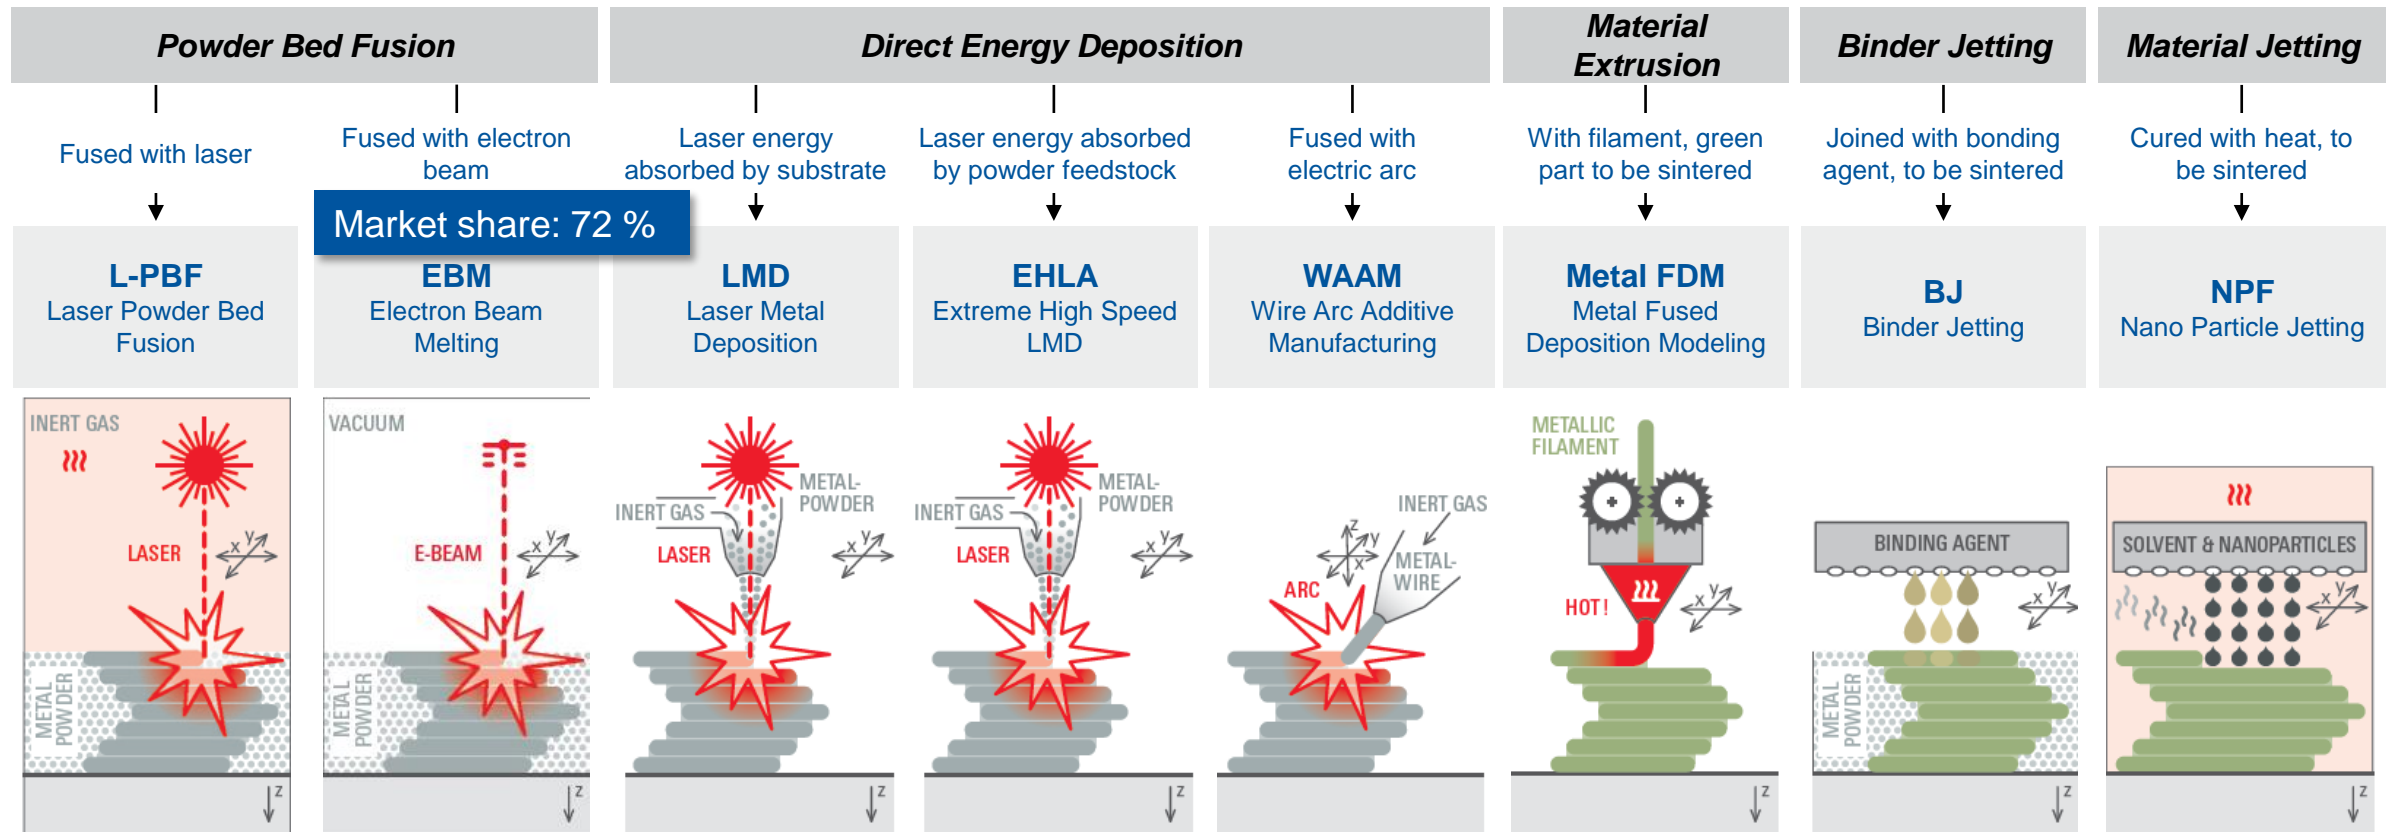 Powder Bed Fusion
Direct Energy Deposition
Material
Extrusion
Binder Jetting
Material Jetting
Fused with laser
Fused with electron
beam
Laser energy
absorbed by substrate
Laser energy absorbed
by powder feedstock
Fused with
electric arc
With filament, green
part to be sintered
Joined with bonding
agent, to be sintered
Cured with heat, to
be sintered
Market share: 72 %
L-PBF
Laser Powder Bed
Fusion
EBM
Electron Beam
Melting
LMD
Laser Metal
Deposition
EHLA
Extreme High Speed
LMD
WAAM
Wire Arc Additive
Manufacturing
Metal FDM
Metal Fused
Deposition Modeling
BJ
Binder Jetting
NPF
Nano Particle Jetting
INERT GAS
LASER
x y
METAL
POWDER
z
VACUUM
E-BEAM
x y
METAL
POWDER
z
METAL-
POWDER
INERT GAS
LASER
x y
z
METAL-
POWDER
INERT GAS
LASER
x y
z
INERT GAS
z
y
x
METAL-
WIRE
ARC
z
METALLIC
FILAMENT
HOT!
x y
z
BINDING AGENT
x y
METAL
POWDER
z
SOLVENT & NANOPARTICLES
x y
z